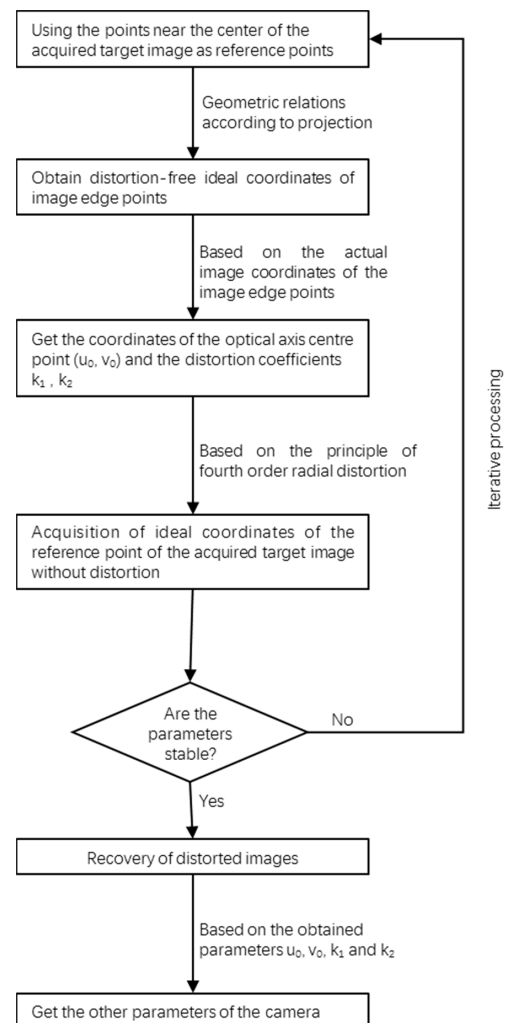 Using the points near the center of the
acquired target image as reference points
Geometric relations
according to projection
Obtain distortion-free ideal coordinates of
image edge points
Based on the actual
image coordinates of the
image edge points
Get the coordinates of the optical axis centre
point (u₀, v₀) and the distortion coefficients
k₁ , k₂
Based on the principle of
fourth order radial distortion
Acquisition of ideal coordinates of the
reference point of the acquired target image
without distortion
Are the
parameters
stable?
No
Iterative processing
Yes
Recovery of distorted images
Based on the obtained
parameters u₀, v₀, k₁ and k₂
Get the other parameters of the camera